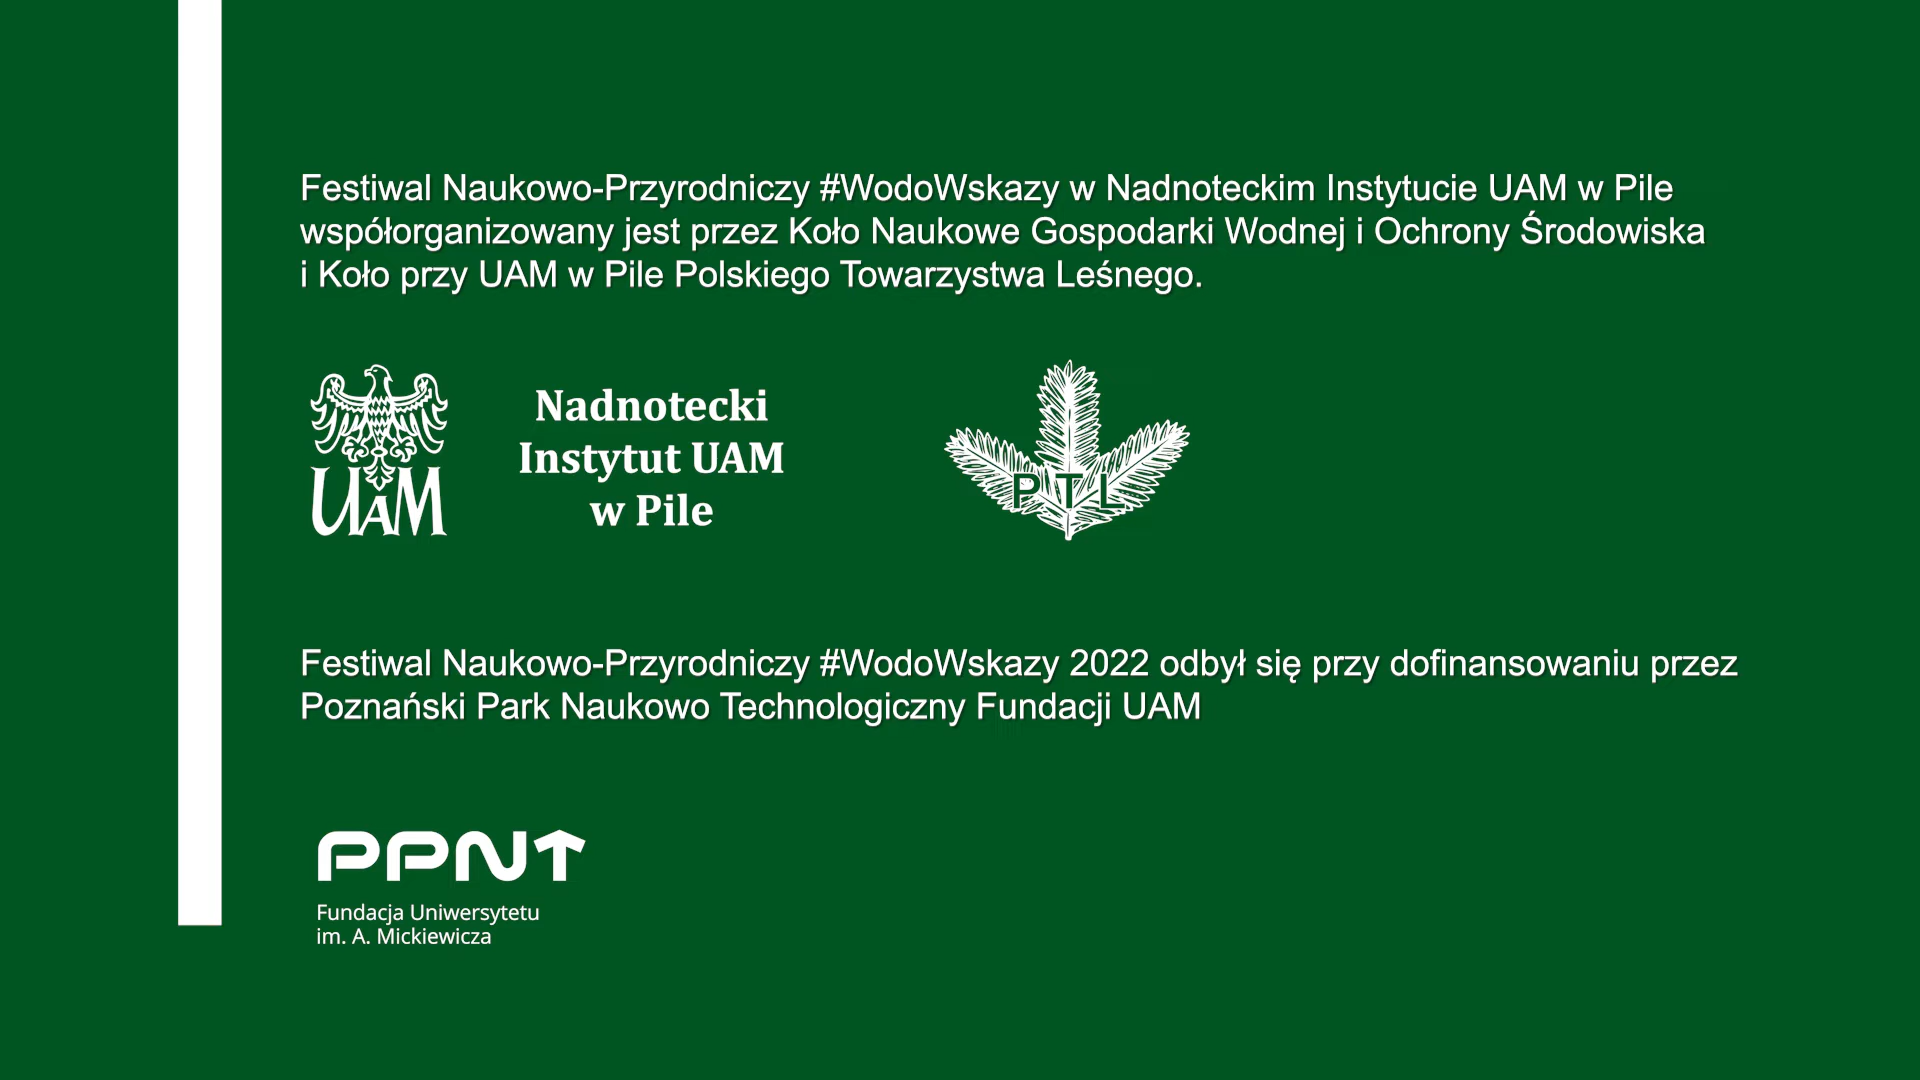 Festiwal Naukowo-Przyrodniczy #WodoWskazy w Nadnoteckim Instytucie UAM w Pile
współorganizowany jest przez Koło Naukowe Gospodarki Wodnej i Ochrony Środowiska
i Koło przy UAM w Pile Polskiego Towarzystwa Leśnego.
UAM
Nadnotecki
Instytut UAM
w Pile
PTL
Festiwal Naukowo-Przyrodniczy #WodoWskazy 2022 odbył się przy dofinansowaniu przez
Poznański Park Naukowo Technologiczny Fundacji UAM
PPNT
Fundacja Uniwersytetu
im. A. Mickiewicza